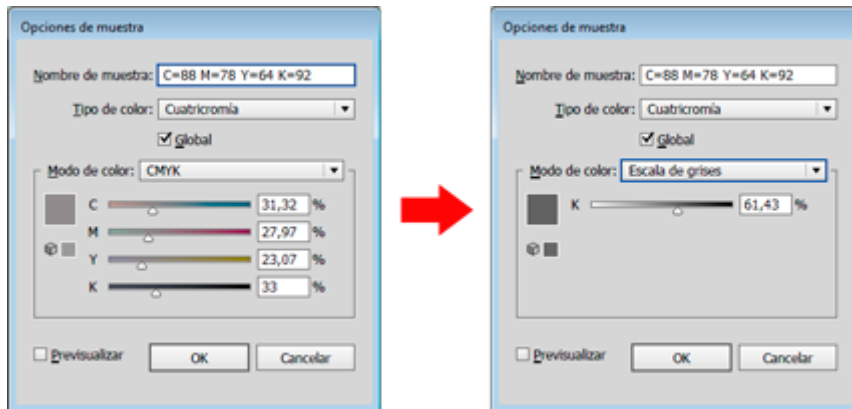 Opciones de muestra
Nombre de muestra: C=88 M=78 Y=64 K=92
Tipo de color: Cuatricromía
Global
Modo de color: CMYK
C 31,32 %
M 27,97 %
Y 23,07 %
K 33 %
Previsualizar OK Cancelar
Opciones de muestra
Nombre de muestra: C=88 M=78 Y=64 K=92
Tipo de color: Cuatricromía
Global
Modo de color: Escala de grises
K 61,43 %
Previsualizar OK Cancelar